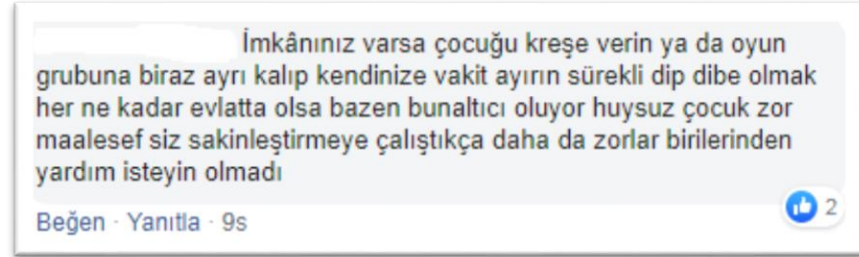 İmkânınız varsa çocuğu kreşe verin ya da oyun
grubuna biraz ayrı kalıp kendinize vakit ayırın sürekli dip dibe olmak
her ne kadar evlatta olsa bazen bunaltıcı oluyor huysuz çocuk zor
maalesef siz sakinleştirmeye çalıştıkça daha da zorlar birilerinden
yardım isteyin olmadı
2
Beğen · Yanıtla · 9s